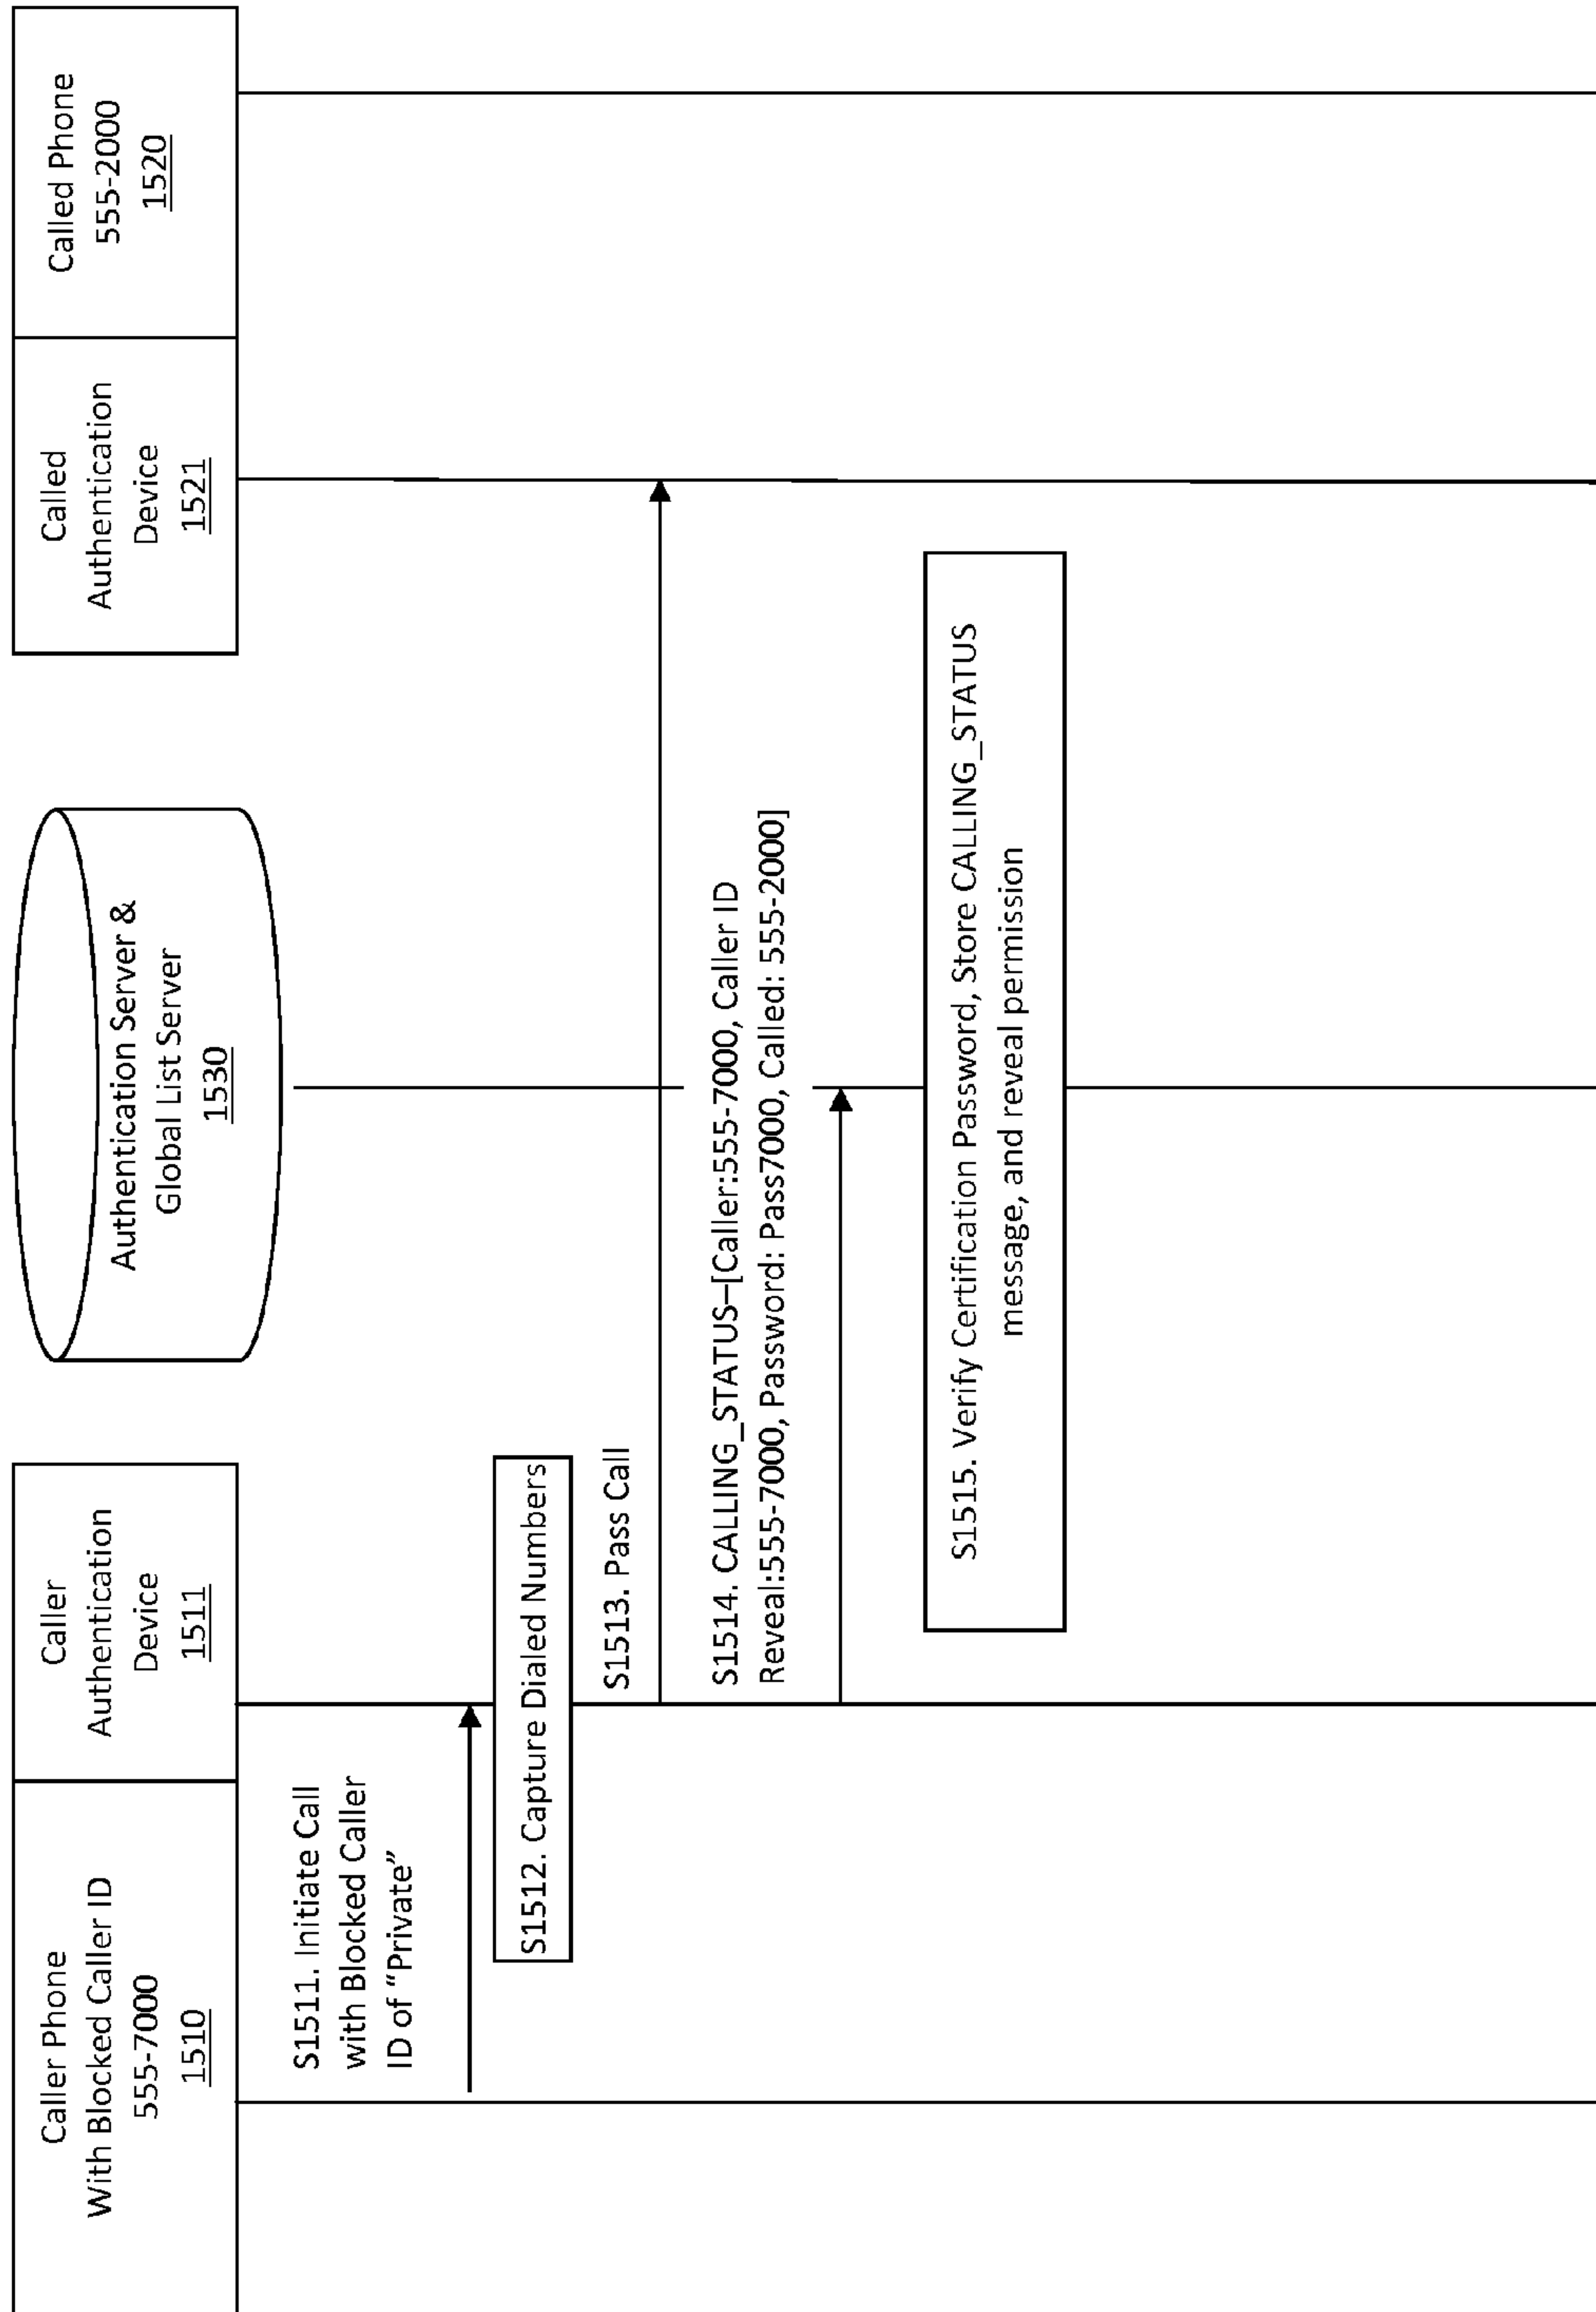 Caller Phone
With Blocked Caller ID
555-7000
1510
Caller
Authentication
Device
1511
Authentication Server &
Global List Server
1530
Called
Authentication
Device
1521
Called Phone
555-2000
1520
S1511. Initiate Call
with Blocked Caller
ID of “Private”
S1512. Capture Dialed Numbers
S1513. Pass Call
S1514. CALLING_STATUS–[Caller:555-7000, Caller ID
Reveal:555-7000, Password: Pass7000, Called: 555-2000]
S1515. Verify Certification Password, Store CALLING_STATUS
message, and reveal permission